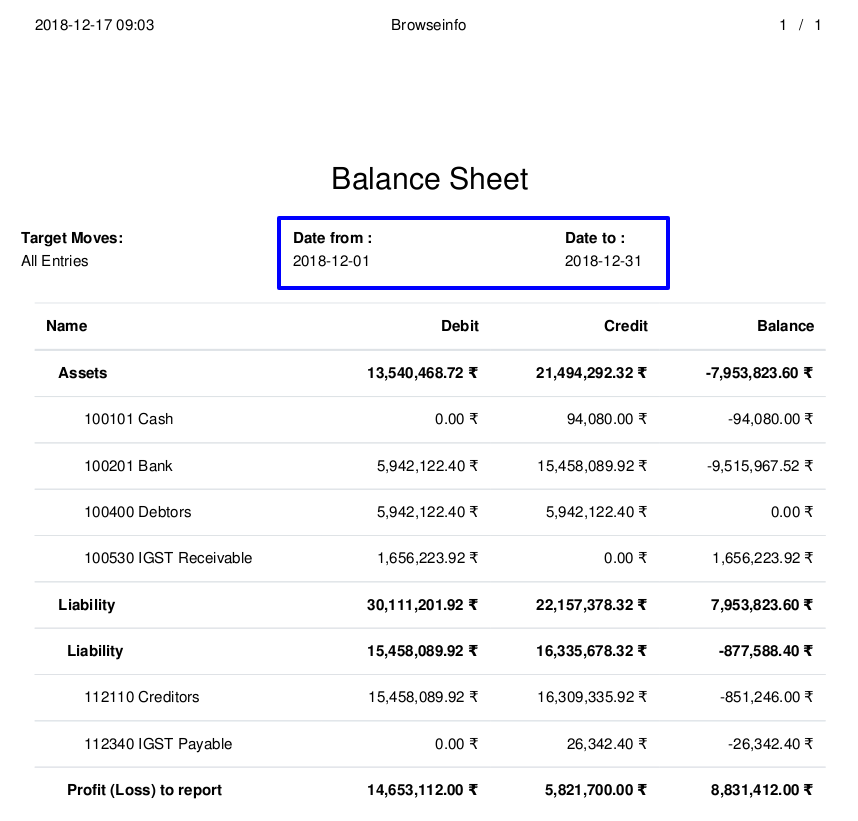 2018-12-17 09:03 Browseinfo 1 / 1
Balance Sheet
Target Moves: Date from : Date to :
All Entries 2018-12-01 2018-12-31
Name Debit Credit Balance
Assets 13,540,468.72 ₹ 21,494,292.32 ₹ -7,953,823.60 ₹
100101 Cash 0.00 ₹ 94,080.00 ₹ -94,080.00 ₹
100201 Bank 5,942,122.40 ₹ 15,458,089.92 ₹ -9,515,967.52 ₹
100400 Debtors 5,942,122.40 ₹ 5,942,122.40 ₹ 0.00 ₹
100530 IGST Receivable 1,656,223.92 ₹ 0.00 ₹ 1,656,223.92 ₹
Liability 30,111,201.92 ₹ 22,157,378.32 ₹ 7,953,823.60 ₹
Liability 15,458,089.92 ₹ 16,335,678.32 ₹ -877,588.40 ₹
112110 Creditors 15,458,089.92 ₹ 16,309,335.92 ₹ -851,246.00 ₹
112340 IGST Payable 0.00 ₹ 26,342.40 ₹ -26,342.40 ₹
Profit (Loss) to report 14,653,112.00 ₹ 5,821,700.00 ₹ 8,831,412.00 ₹